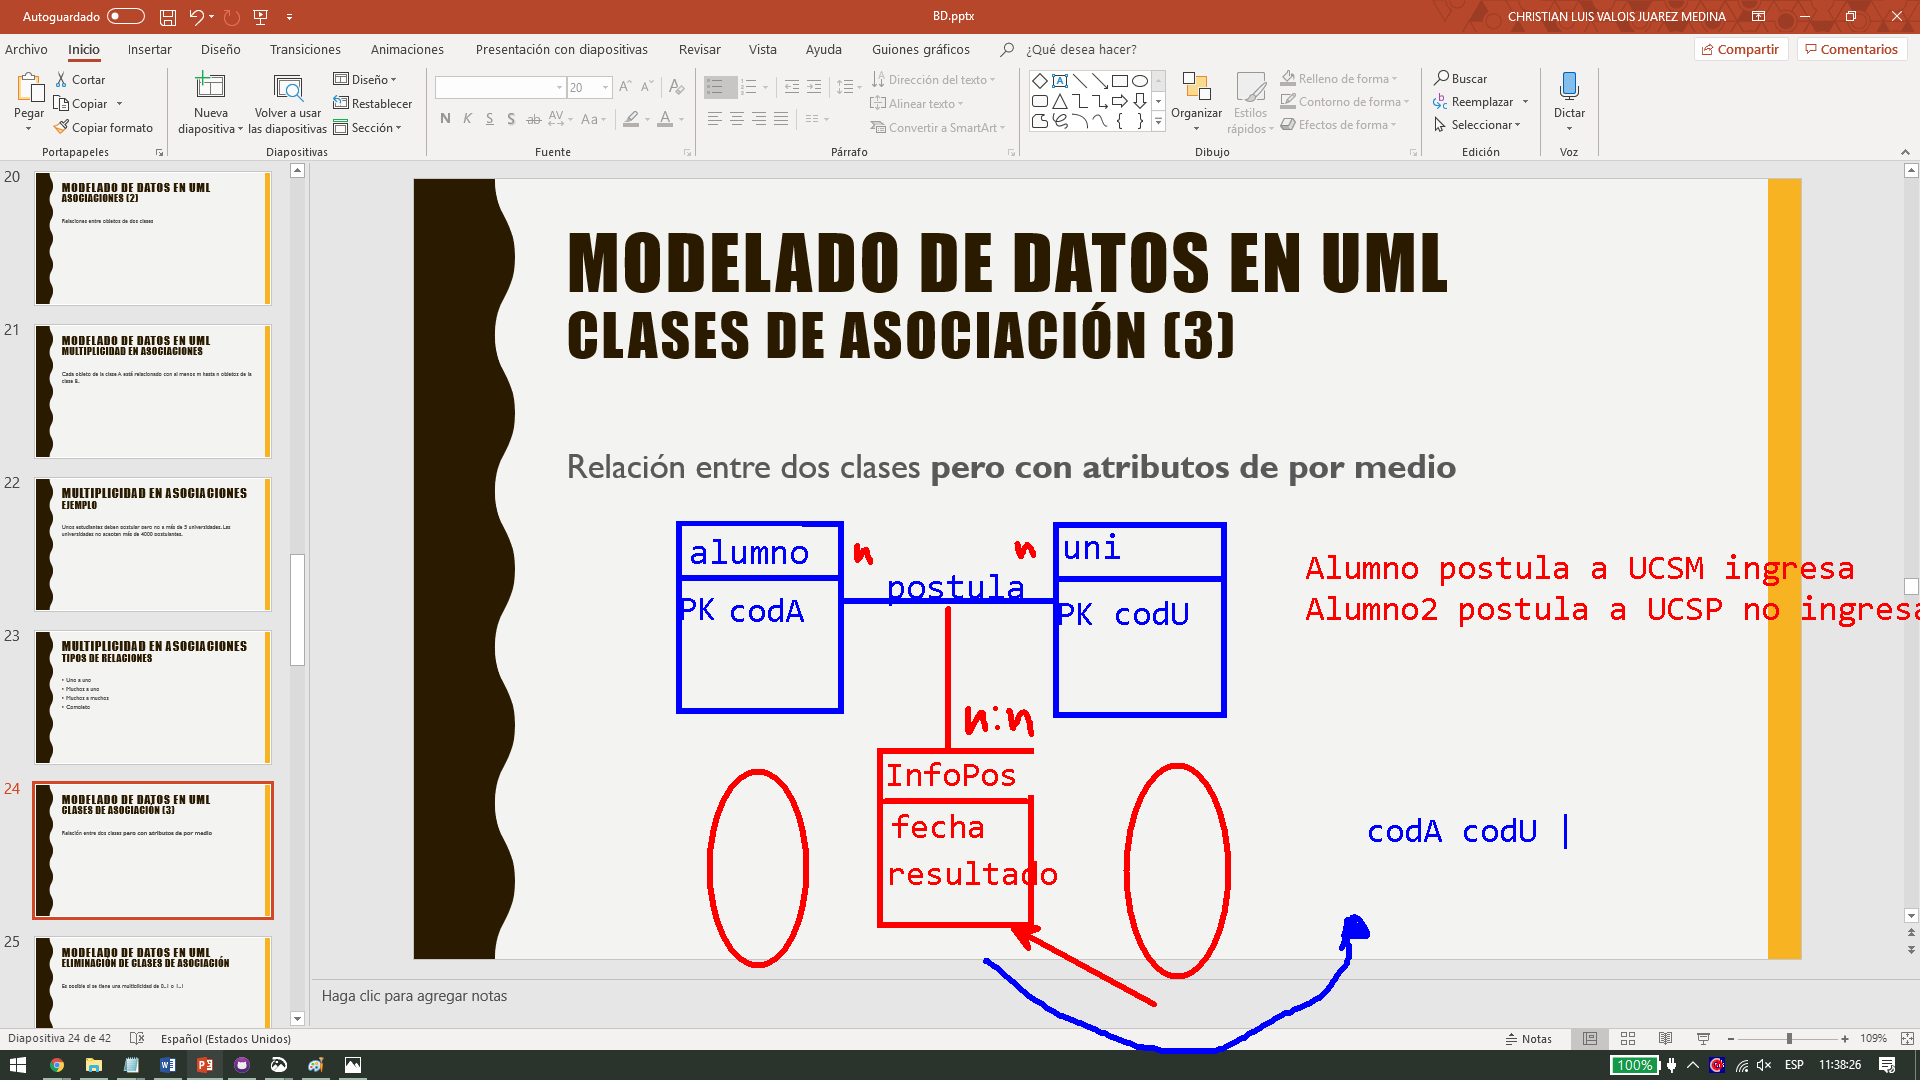 Autoguardado
BD.pptx
CHRISTIAN LUIS VALOIS JUAREZ MEDINA
Archivo
Inicio
Insertar
Diseño
Transiciones
Animaciones
Presentación con diapositivas
Revisar
Vista
Ayuda
Guiones gráficos
¿Qué desea hacer?
Compartir
Comentarios
Pegar
Cortar
Copiar
Copiar formato
Portapapeles
Nueva diapositiva
Volver a usar las diapositivas
Diseño
Restablecer
Sección
Diapositivas
20
N K S S ab AV Aa A
Fuente
Dirección del texto
Alinear texto
Convertir a SmartArt
Párrafo
Organizar
Estilos rápidos
Relleno de forma
Contorno de forma
Efectos de forma
Dibujo
Buscar
Reemplazar
Seleccionar
Edición
Dictar
Voz
20
MODELADO DE DATOS EN UML
ASOCIACIONES (2)
Relaciones entre objetos de dos clases
21
MODELADO DE DATOS EN UML
MULTIPLICIDAD EN ASOCIACIONES
Cada objeto de la clase A está relacionado con al menos m hasta n objetos de la
clase B.
22
MULTIPLICIDAD EN ASOCIACIONES
EJEMPLO
Unos estudiantes deben postular pero no a más de 5 universidades. Las
universidades no aceptan más de 4000 postulantes.
23
MULTIPLICIDAD EN ASOCIACIONES
TIPOS DE RELACIONES
• Uno a uno
• Muchos a uno
• Muchos a muchos
• Completo
24
MODELADO DE DATOS EN UML
CLASES DE ASOCIACIÓN (3)
Relación entre dos clases pero con atributos de por medio
25
MODELADO DE DATOS EN UML
ELIMINACIÓN DE CLASES DE ASOCIACIÓN
Es posible si se tiene una multiplicidad de 0..1 o 1..1
MODELADO DE DATOS EN UML
CLASES DE ASOCIACIÓN (3)
Relación entre dos clases pero con atributos de por medio
alumno
n
n
uni
postula
PK codA
PK codU
Alumno postula a UCSM ingresa
Alumno2 postula a UCSP no ingresa
n:n
InfoPos
fecha
resultado
codA codU |
Haga clic para agregar notas
Diapositiva 24 de 42
Español (Estados Unidos)
Notas
109%
100%
ESP
11:38:26